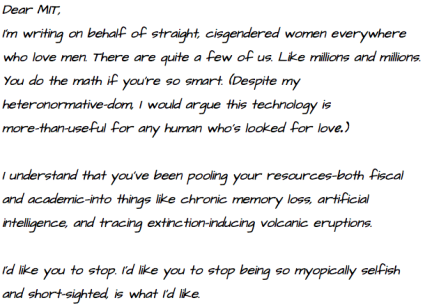 Dear MIT,
I'm writing on behalf of straight, cisgendered women everywhere
who love men. There are quite a few of us. Like millions and millions.
You do the math if you're so smart. (Despite my
heteronormative-dom, I would argue this technology is
more-than-useful for any human who's looked for love.)
I understand that you've been pooling your resources-both fiscal
and academic-into things like chronic memory loss, artificial
intelligence, and tracing extinction-inducing volcanic eruptions.
I'd like you to stop. I'd like you to stop being so myopically selfish
and short-sighted, is what I'd like.